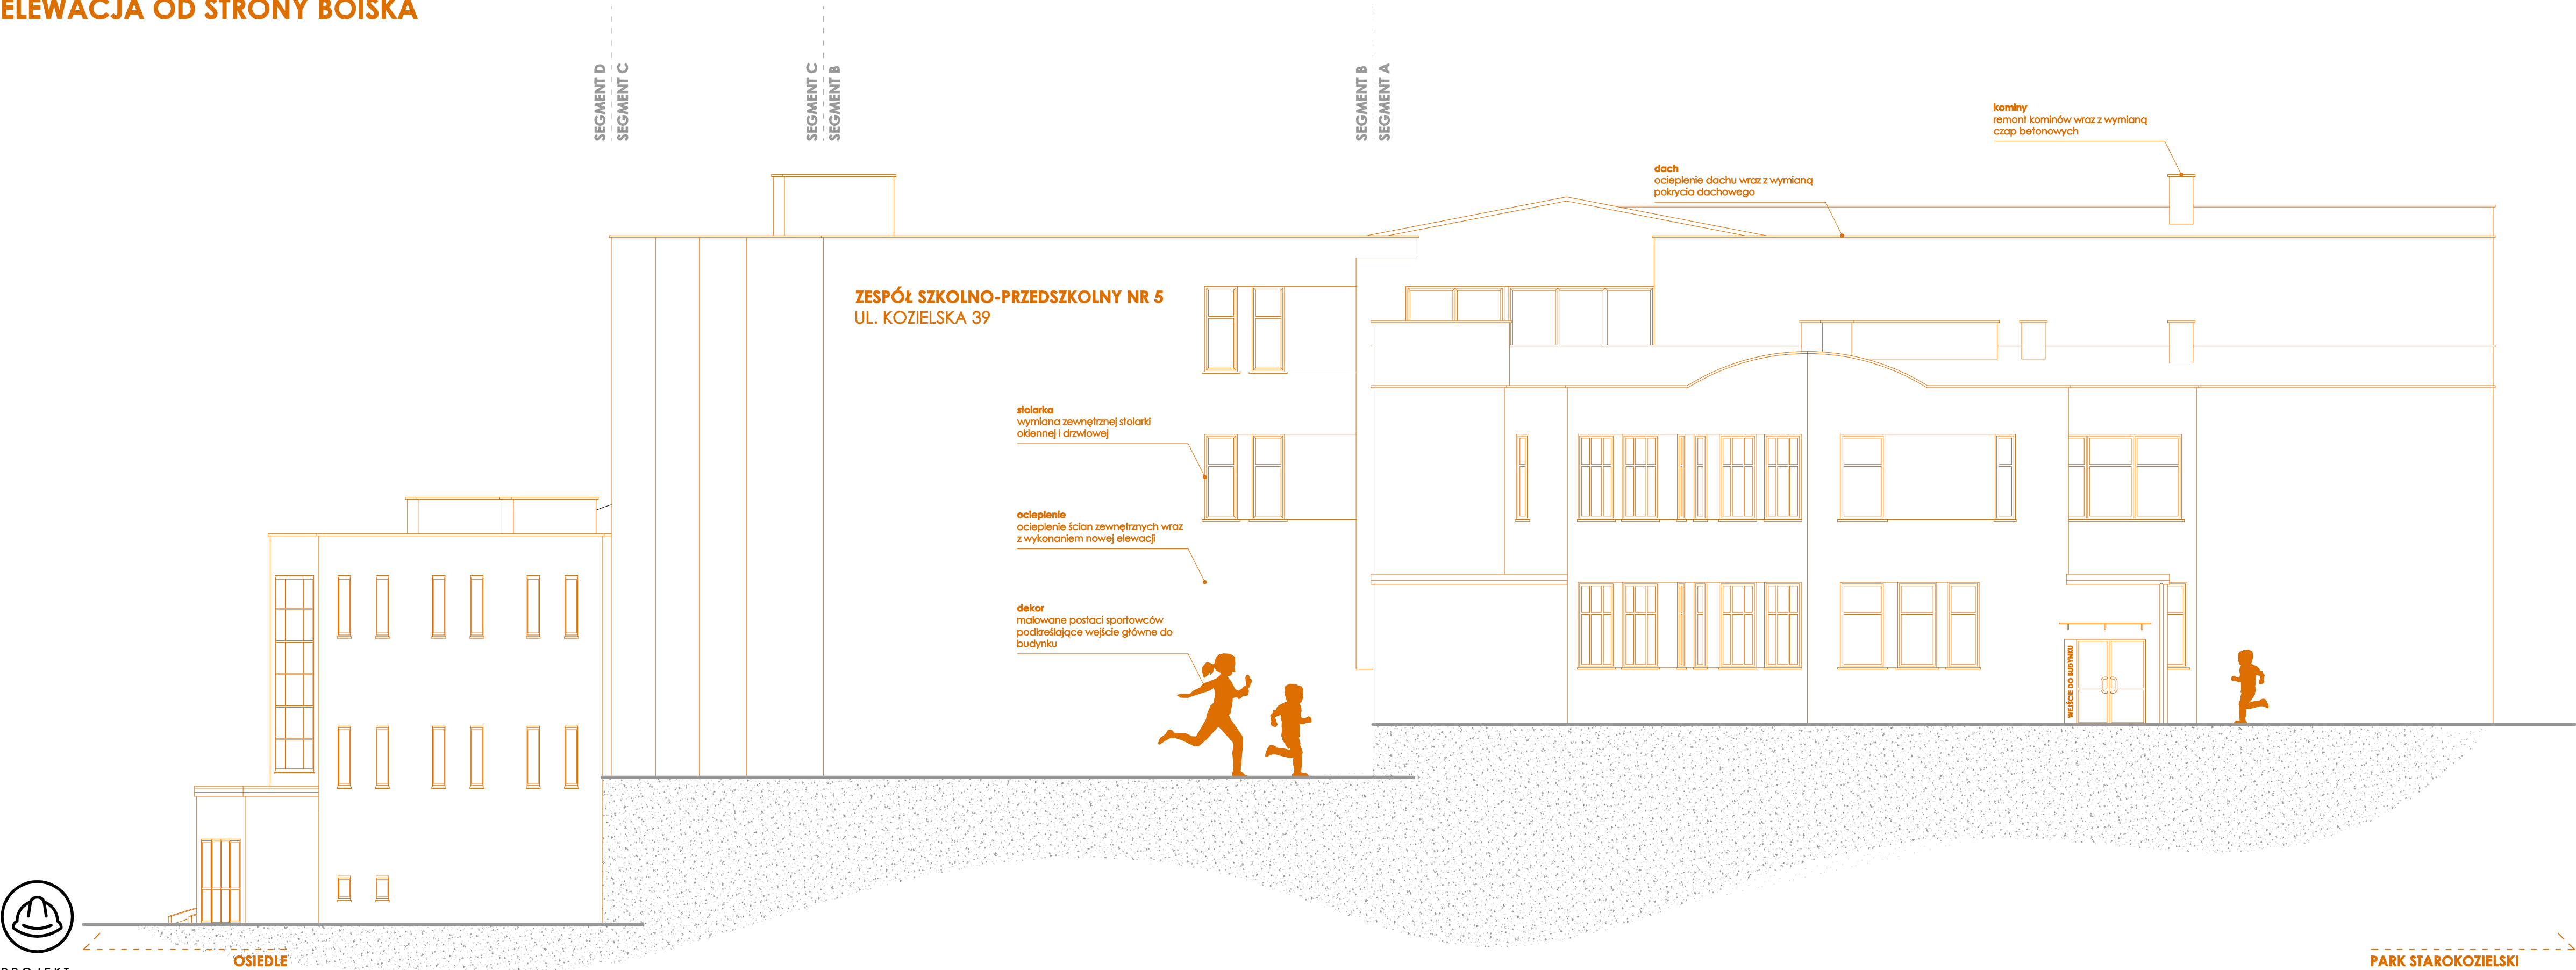 ELEWACJA OD STRONY BOISKA
SEGMENT D
SEGMENT C
SEGMENT C
SEGMENT B
SEGMENT B
SEGMENT A
kominy
remont kominów wraz z wymianą
czap betonowych
dach
ocieplenie dachu wraz z wymianą
pokrycia dachowego
ZESPÓŁ SZKOLNO-PRZEDSZKOLNY NR 5
UL. KOZIELSKA 39
stolarka
wymiana zewnętrznej stolarki
okiennej i drzwiowej
ocieplenie
ocieplenie ścian zewnętrznych wraz
z wykonaniem nowej elewacji
dekor
malowane postaci sportowców
podkreślające wejście główne do
budynku
WEJŚCIE DO BUDYNKU
OSIEDLE
PARK STAROKOZIELSKI
PROJEKT